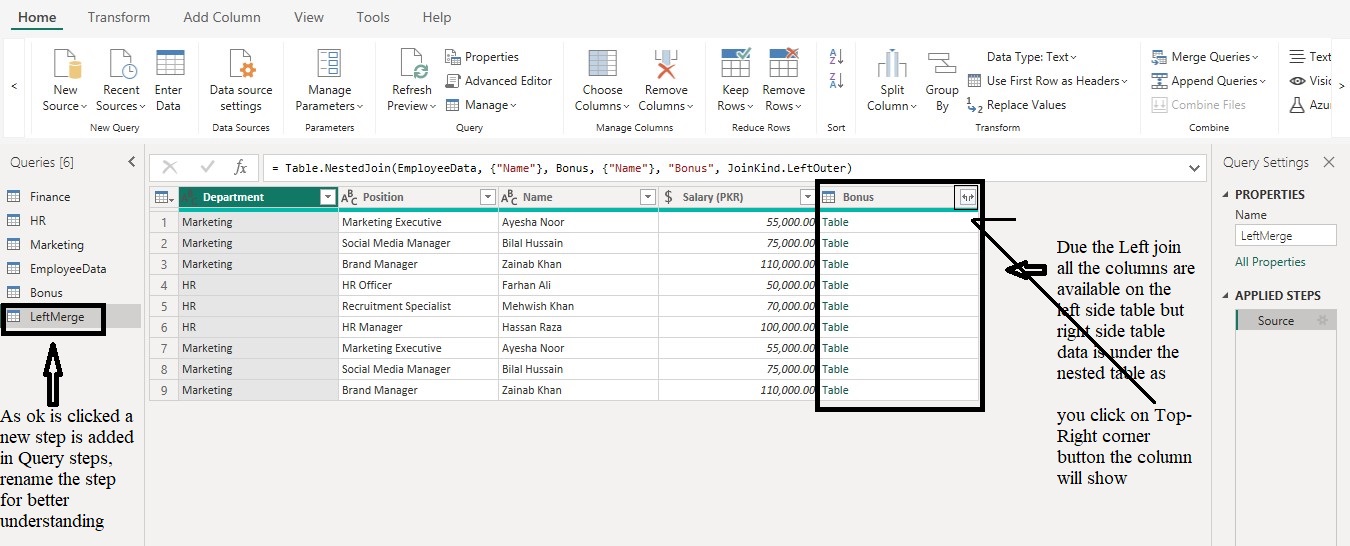 Home Transform Add Column View Tools Help
New Source Recent Sources Enter Data
New Query
Data source settings
Data Sources
Manage Parameters
Parameters
Refresh Preview Properties Advanced Editor Manage
Query
Choose Columns Remove Columns
Manage Columns
Keep Rows Remove Rows
Reduce Rows
A Z Z A
Sort
Split Column Group By Data Type: Text Use First Row as Headers 1 2 Replace Values
Transform
Merge Queries Append Queries Combine Files
Combine
Text
Queries [6]
Finance
HR
Marketing
EmployeeData
Bonus
LeftMerge
As ok is clicked a
new step is added
in Query steps,
rename the step
for better
understanding
fx = Table.NestedJoin(EmployeeData, {"Name"}, Bonus, {"Name"}, "Bonus", JoinKind.LeftOuter)
Department ABC Position ABC Name $ Salary (PKR) Bonus
1 Marketing Marketing Executive Ayesha Noor 55,000.00 Table
2 Marketing Social Media Manager Bilal Hussain 75,000.00 Table
3 Marketing Brand Manager Zainab Khan 110,000.00 Table
4 HR HR Officer Farhan Ali 50,000.00 Table
5 HR Recruitment Specialist Mehwish Khan 70,000.00 Table
6 HR HR Manager Hassan Raza 100,000.00 Table
7 Marketing Marketing Executive Ayesha Noor 55,000.00 Table
8 Marketing Social Media Manager Bilal Hussain 75,000.00 Table
9 Marketing Brand Manager Zainab Khan 110,000.00 Table
Due the Left join
all the columns are
available on the
left side table but
right side table
data is under the
nested table as
you click on Top-
Right corner
button the column
will show
Query Settings
PROPERTIES
Name
LeftMerge
All Properties
APPLIED STEPS
Source